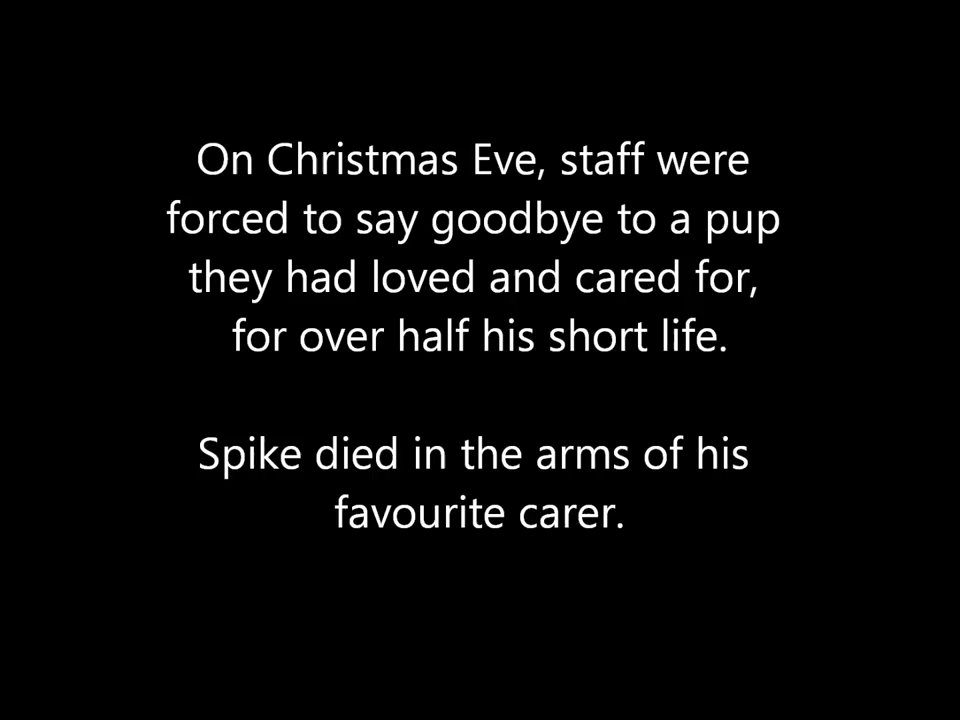 On Christmas Eve, staff were
forced to say goodbye to a pup
they had loved and cared for,
for over half his short life.
Spike died in the arms of his
favourite carer.